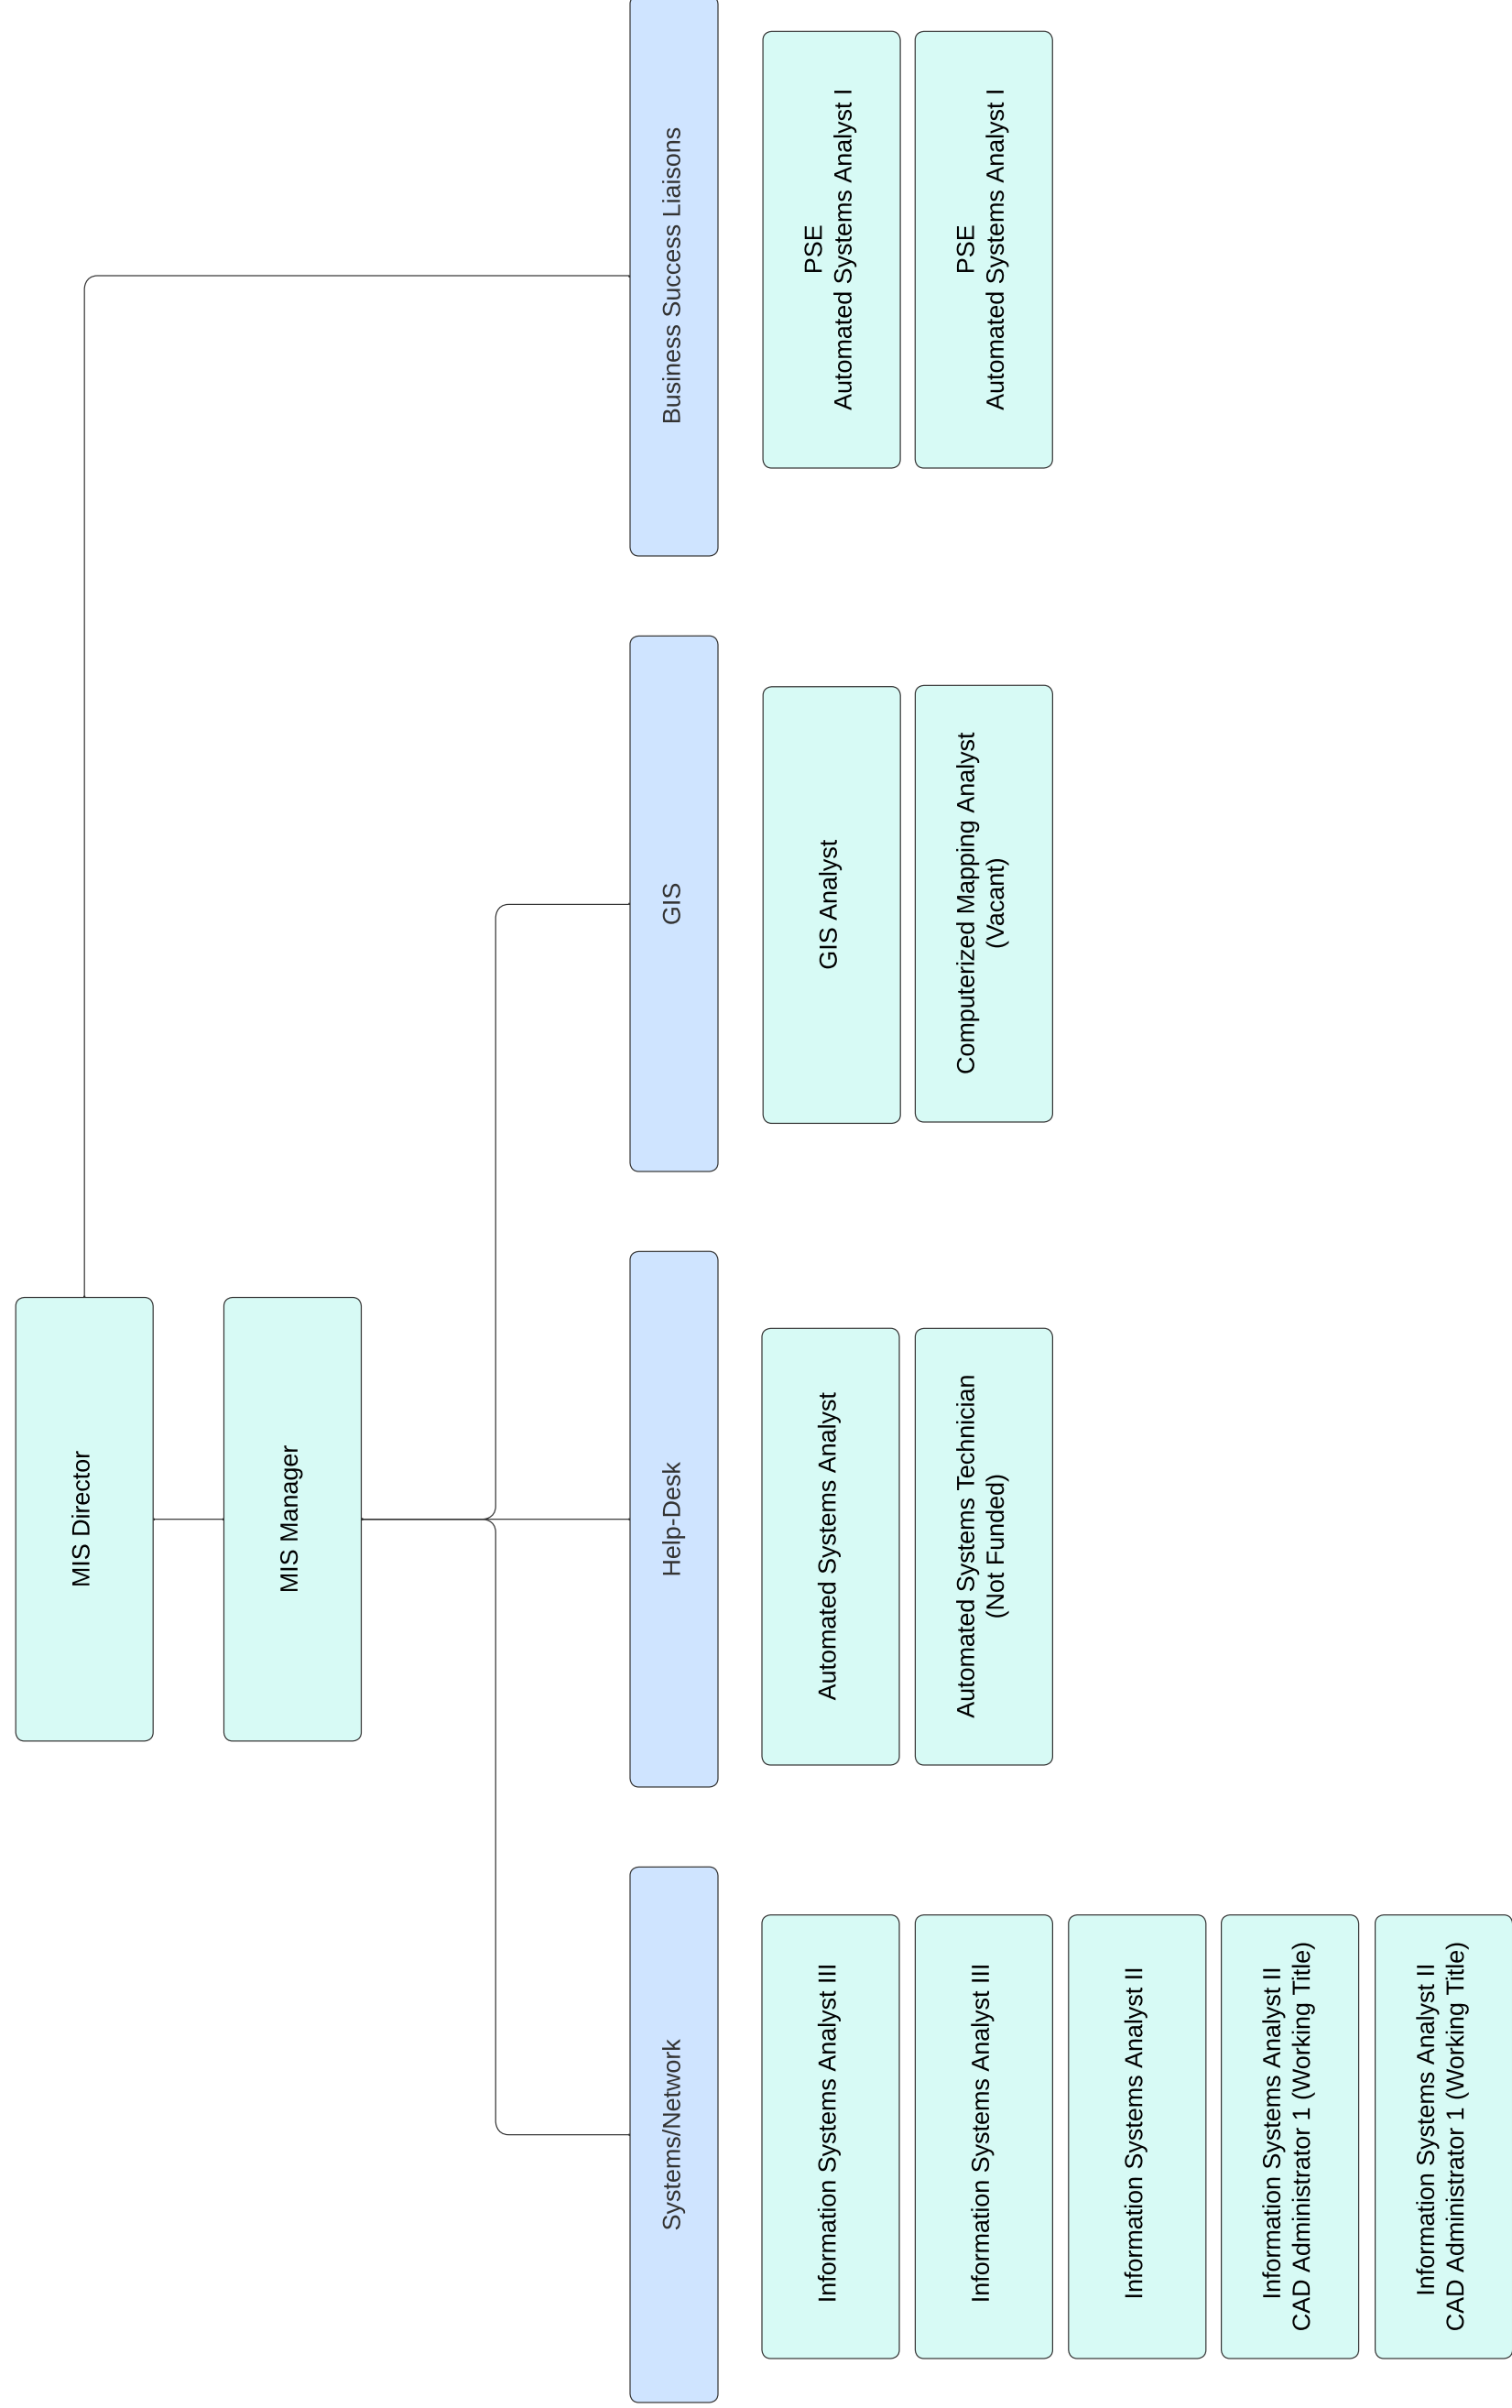 MIS Director
MIS Manager
Systems/Network
Help-Desk
GIS
Business Success Liaisons
Information Systems Analyst III
Information Systems Analyst III
Information Systems Analyst II
Information Systems Analyst II
CAD Administrator 1 (Working Title)
Information Systems Analyst II
CAD Administrator 1 (Working Title)
Automated Systems Analyst
Automated Systems Technician
(Not Funded)
GIS Analyst
Computerized Mapping Analyst
(Vacant)
PSE
Automated Systems Analyst I
PSE
Automated Systems Analyst I